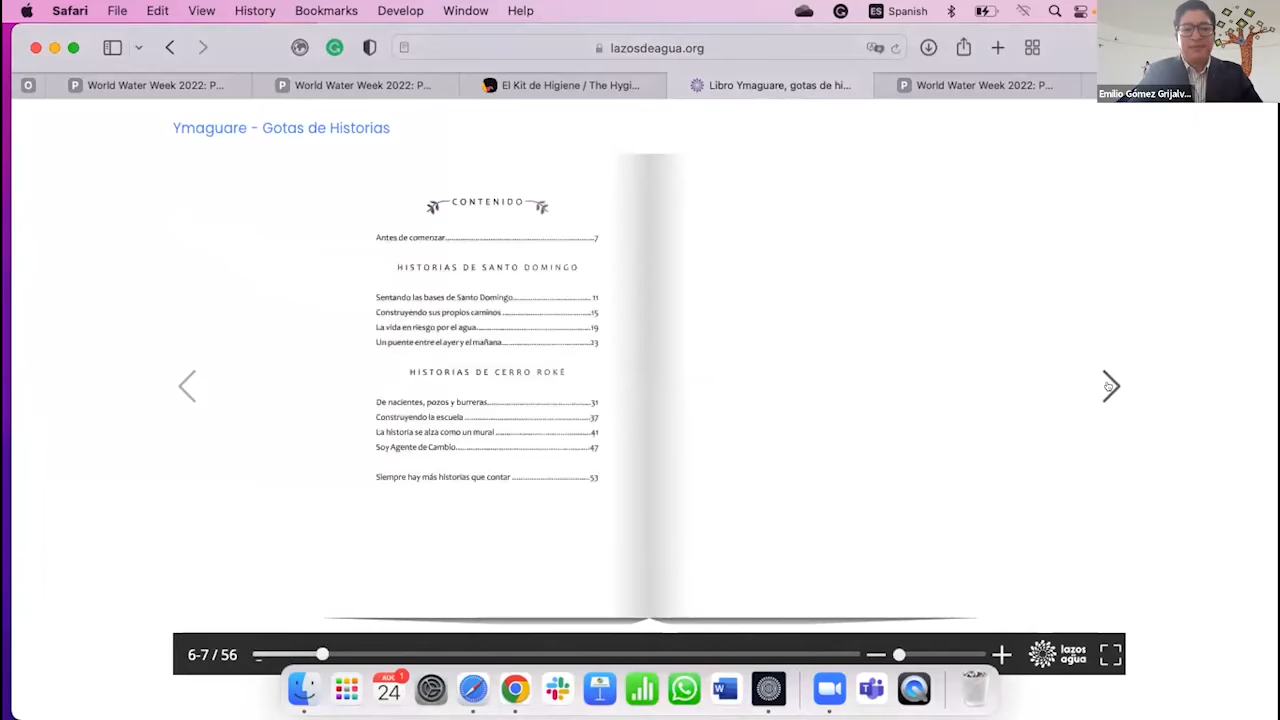 Safari File Edit View History Bookmarks Develop Window Help
ES Spanish
lazosdeagua.org
O
World Water Week 2022: P...
World Water Week 2022: P...
El Kit de Higiene / The Hygi...
Libro Ymaguare, gotas de hi...
World Water Week 2022: P...
Emilio Gómez Grijalv...
Ymaguare - Gotas de Historias
CONTENIDO
Antes de comenzar 7
HISTORIAS DE SANTO DOMINGO
Sentando las bases de Santo Domingo 11
Construyendo sus propios caminos 15
La vida en riesgo por el agua 19
Un puente entre el ayer y el mañana 23
HISTORIAS DE CERRO ROKÉ
De nacientes, pozos y burreras 31
Construyendo la escuela 37
La historia se alza como un mural 41
Soy Agente de Cambio 47
Siempre hay más historias que contar 53
6-7 / 56
lazos
agua
AUG
24
1
W